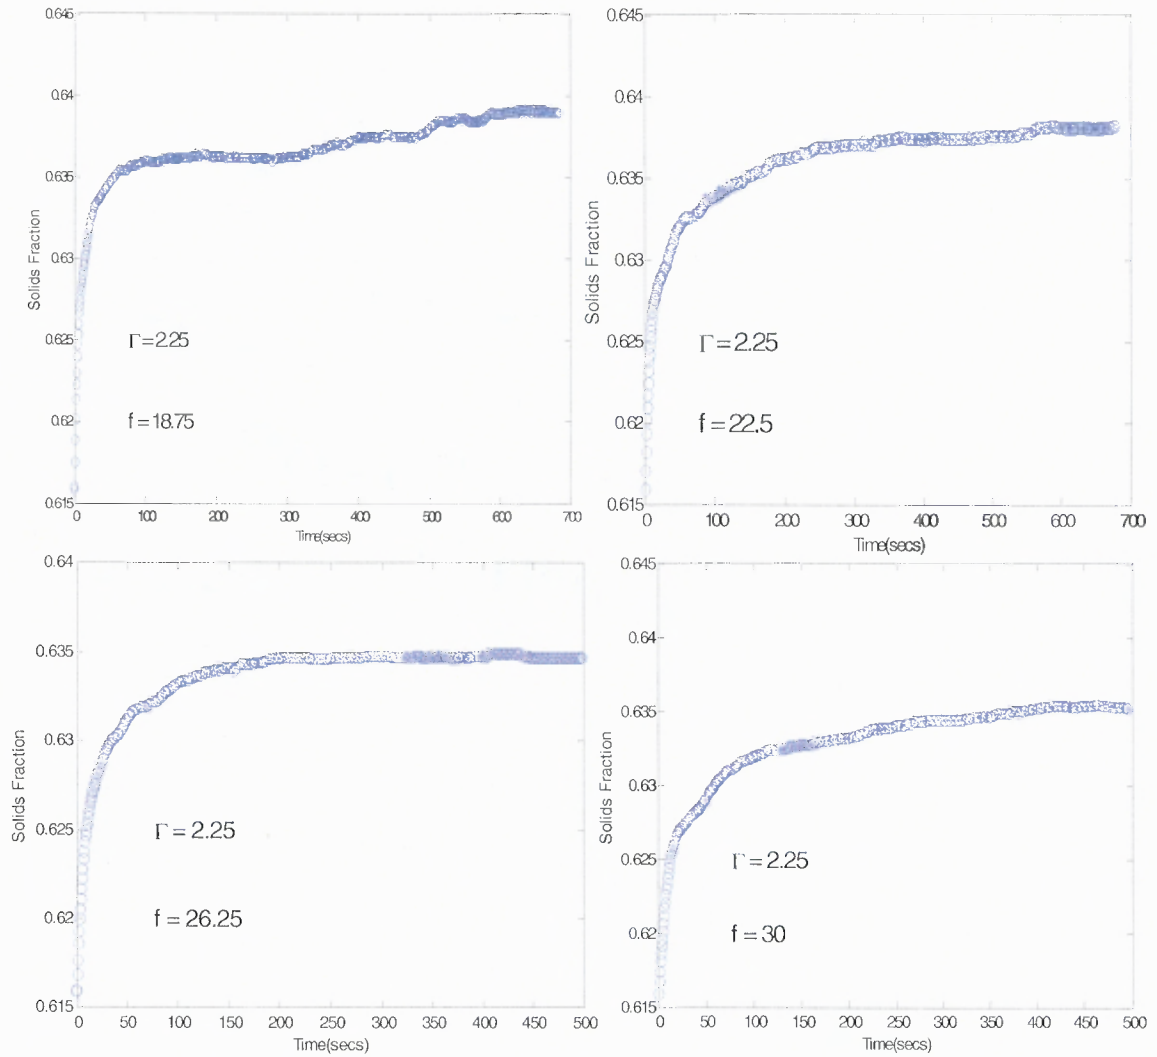 0.645
0.64
0.635
0.63
0.625
0.62
0.615
Solids Fraction
Γ=2.25
f=18.75
0 100 200 300 400 500 600 700
Time(secs)
0.645
0.64
0.635
0.63
0.625
0.62
0.615
Solids Fraction
Γ=2.25
f=22.5
0 100 200 300 400 500 600 700
Time(secs)
0.64
0.635
0.63
0.625
0.62
0.615
Solids Fraction
Γ = 2.25
f = 26.25
0 50 100 150 200 250 300 350 400 450 500
Time(secs)
0.645
0.64
0.635
0.63
0.625
0.62
0.615
Solids Fraction
Γ = 2.25
f = 30
0 50 100 150 200 250 300 350 400 450 500
Time(secs)